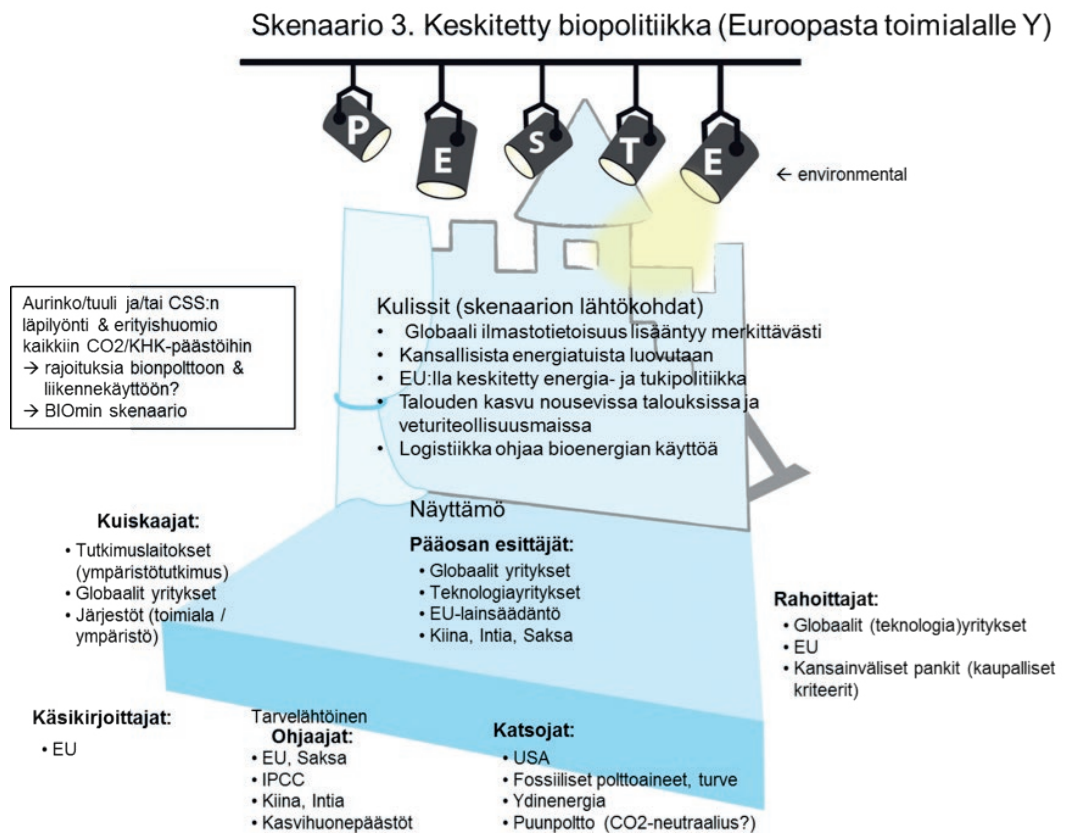 Skenaario 3. Keskitetty biopolitiikka (Euroopasta toimialalle Y)
P E S T E
← environmental
Aurinko/tuuli ja/tai CSS:n
läpilyönti & erityishuomio
kaikkiin CO2/KHK-päästöihin
→ rajoituksia bionpolttoon &
liikennekäyttöön?
→ BIOmin skenaario
Kulissit (skenaarion lähtökohdat)
• Globaali ilmastotietoisuus lisääntyy merkittävästi
• Kansallisista energiatuista luovutaan
• EU:lla keskitetty energia- ja tukipolitiikka
• Talouden kasvu nousevissa talouksissa ja
veturiteollisuusmaissa
• Logistiikka ohjaa bioenergian käyttöä
Kuiskaajat:
• Tutkimuslaitokset
(ympäristötutkimus)
• Globaalit yritykset
• Järjestöt (toimiala /
ympäristö)
Näyttämö
Pääosan esittäjät:
• Globaalit yritykset
• Teknologiayritykset
• EU-lainsäädäntö
• Kiina, Intia, Saksa
Rahoittajat:
• Globaalit (teknologia)yritykset
• EU
• Kansainväliset pankit (kaupalliset
kriteerit)
Käsikirjoittajat:
• EU
Tarvelähtöinen
Ohjaajat:
• EU, Saksa
• IPCC
• Kiina, Intia
• Kasvihuonepäästöt
Katsojat:
• USA
• Fossiiliset polttoaineet, turve
• Ydinenergia
• Puunpoltto (CO2-neutraalius?)